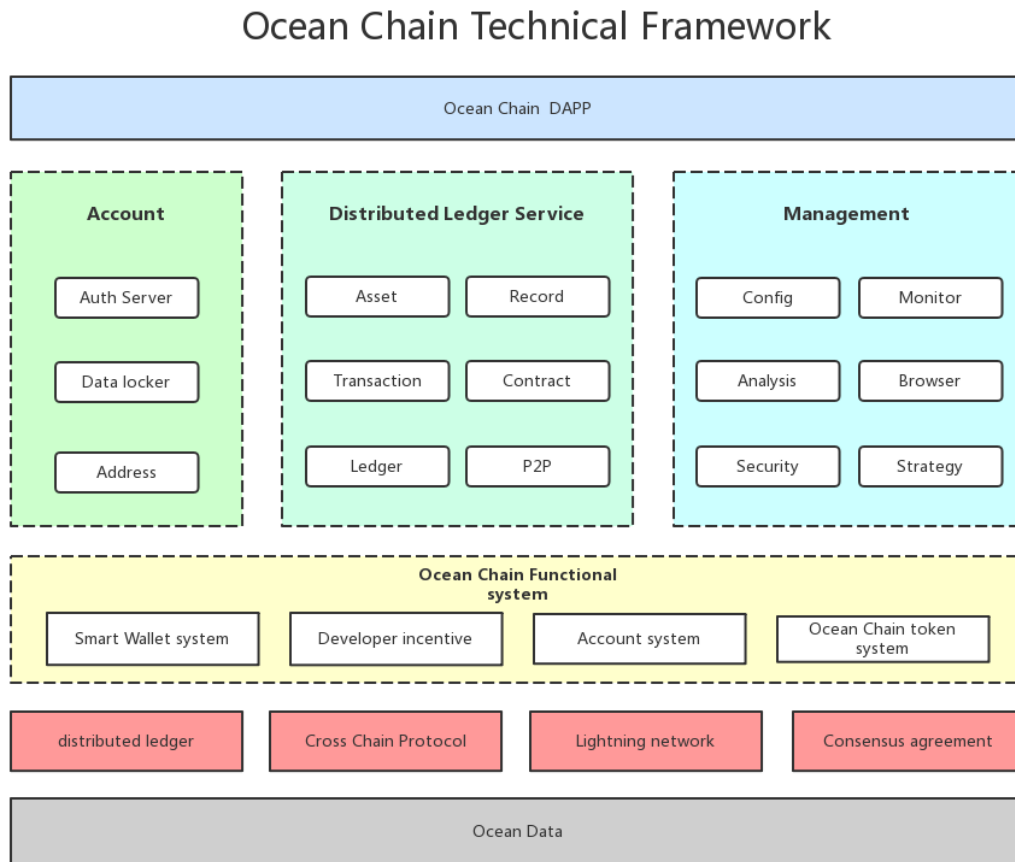 Ocean Chain Technical Framework
Ocean Chain  DAPP
Account
Auth Server
Data locker
Address
Distributed Ledger Service
Asset
Record
Transaction
Contract
Ledger
P2P
Management
Config
Monitor
Analysis
Browser
Security
Strategy
Ocean Chain Functional
system
Smart Wallet system
Developer incentive
Account system
Ocean Chain token
system
distributed ledger
Cross Chain Protocol
Lightning network
Consensus agreement
Ocean Data